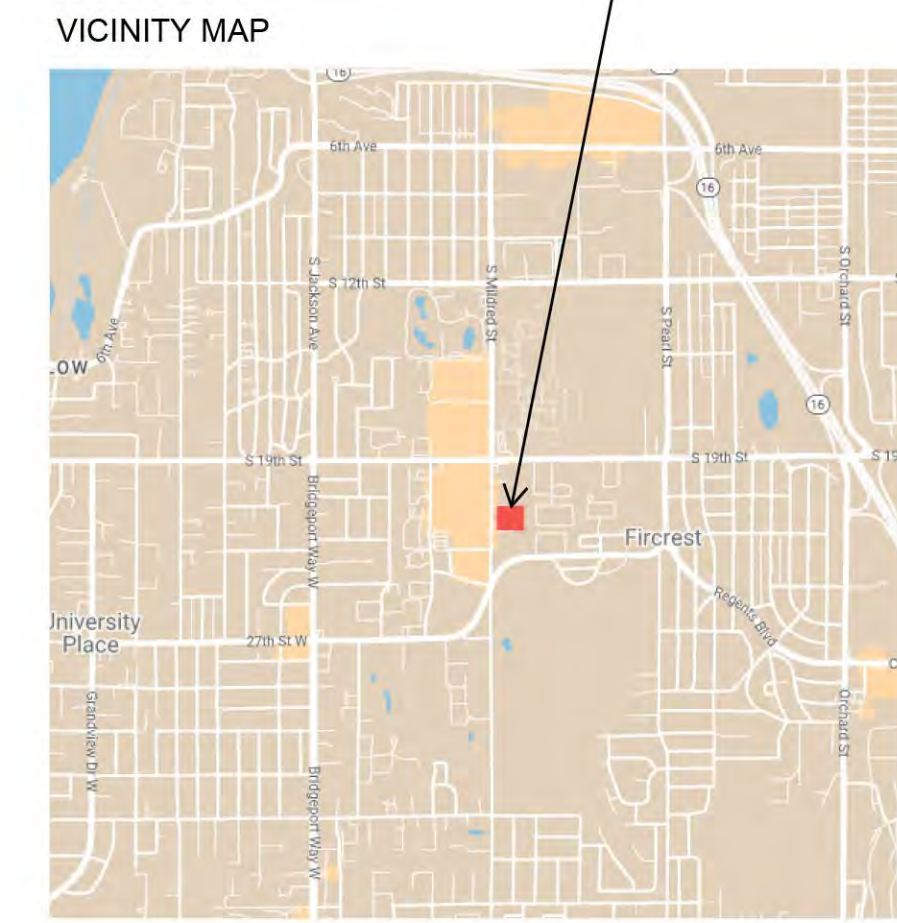 VICINITY MAP
16
6th Ave
6th Ave
16
S Jackson Ave
S 12th St
S Mildred St
S Orchard St
S Pearl St
6th Ave
LOW
16
S 19th St
S 19th St
S 19
Bridgeport Way W
Fircrest
Regents Blvd
University
Place
27th St W
Grandview Dr W
Orchard St
Bridgeport Way W